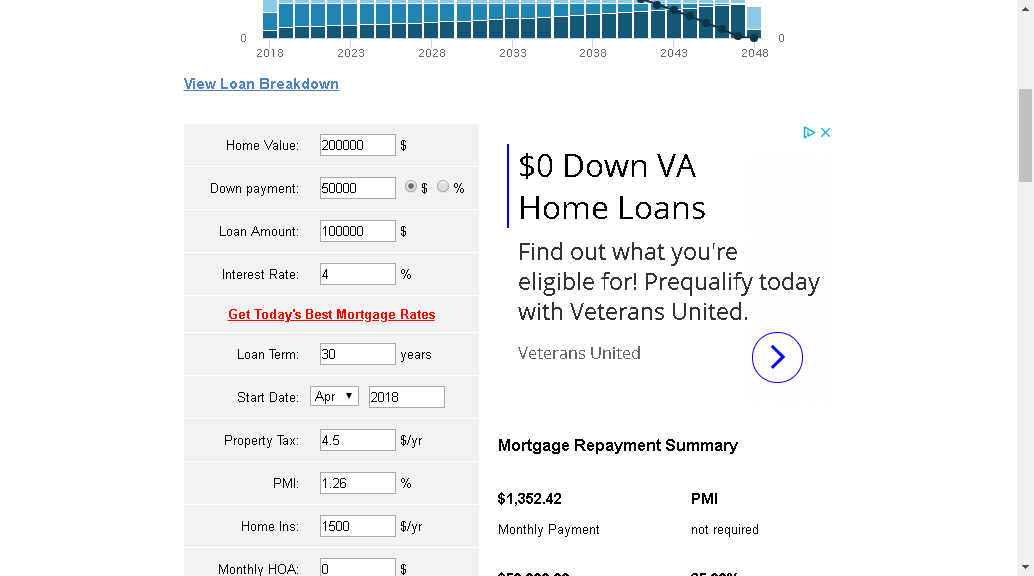 0 0
2018 2023 2028 2033 2038 2043 2048
View Loan Breakdown
Home Value: 200000 $
Down payment: 50000 $ %
Loan Amount: 100000 $
Interest Rate: 4 %
Get Today's Best Mortgage Rates
Loan Term: 30 years
Start Date: Apr 2018
Property Tax: 4.5 $/yr
PMI: 1.26 %
Home Ins: 1500 $/yr
Monthly HOA: 0 $
$0 Down VA
Home Loans
Find out what you're
eligible for! Prequalify today
with Veterans United.
Veterans United
Mortgage Repayment Summary
$1,352.42 PMI
Monthly Payment not required